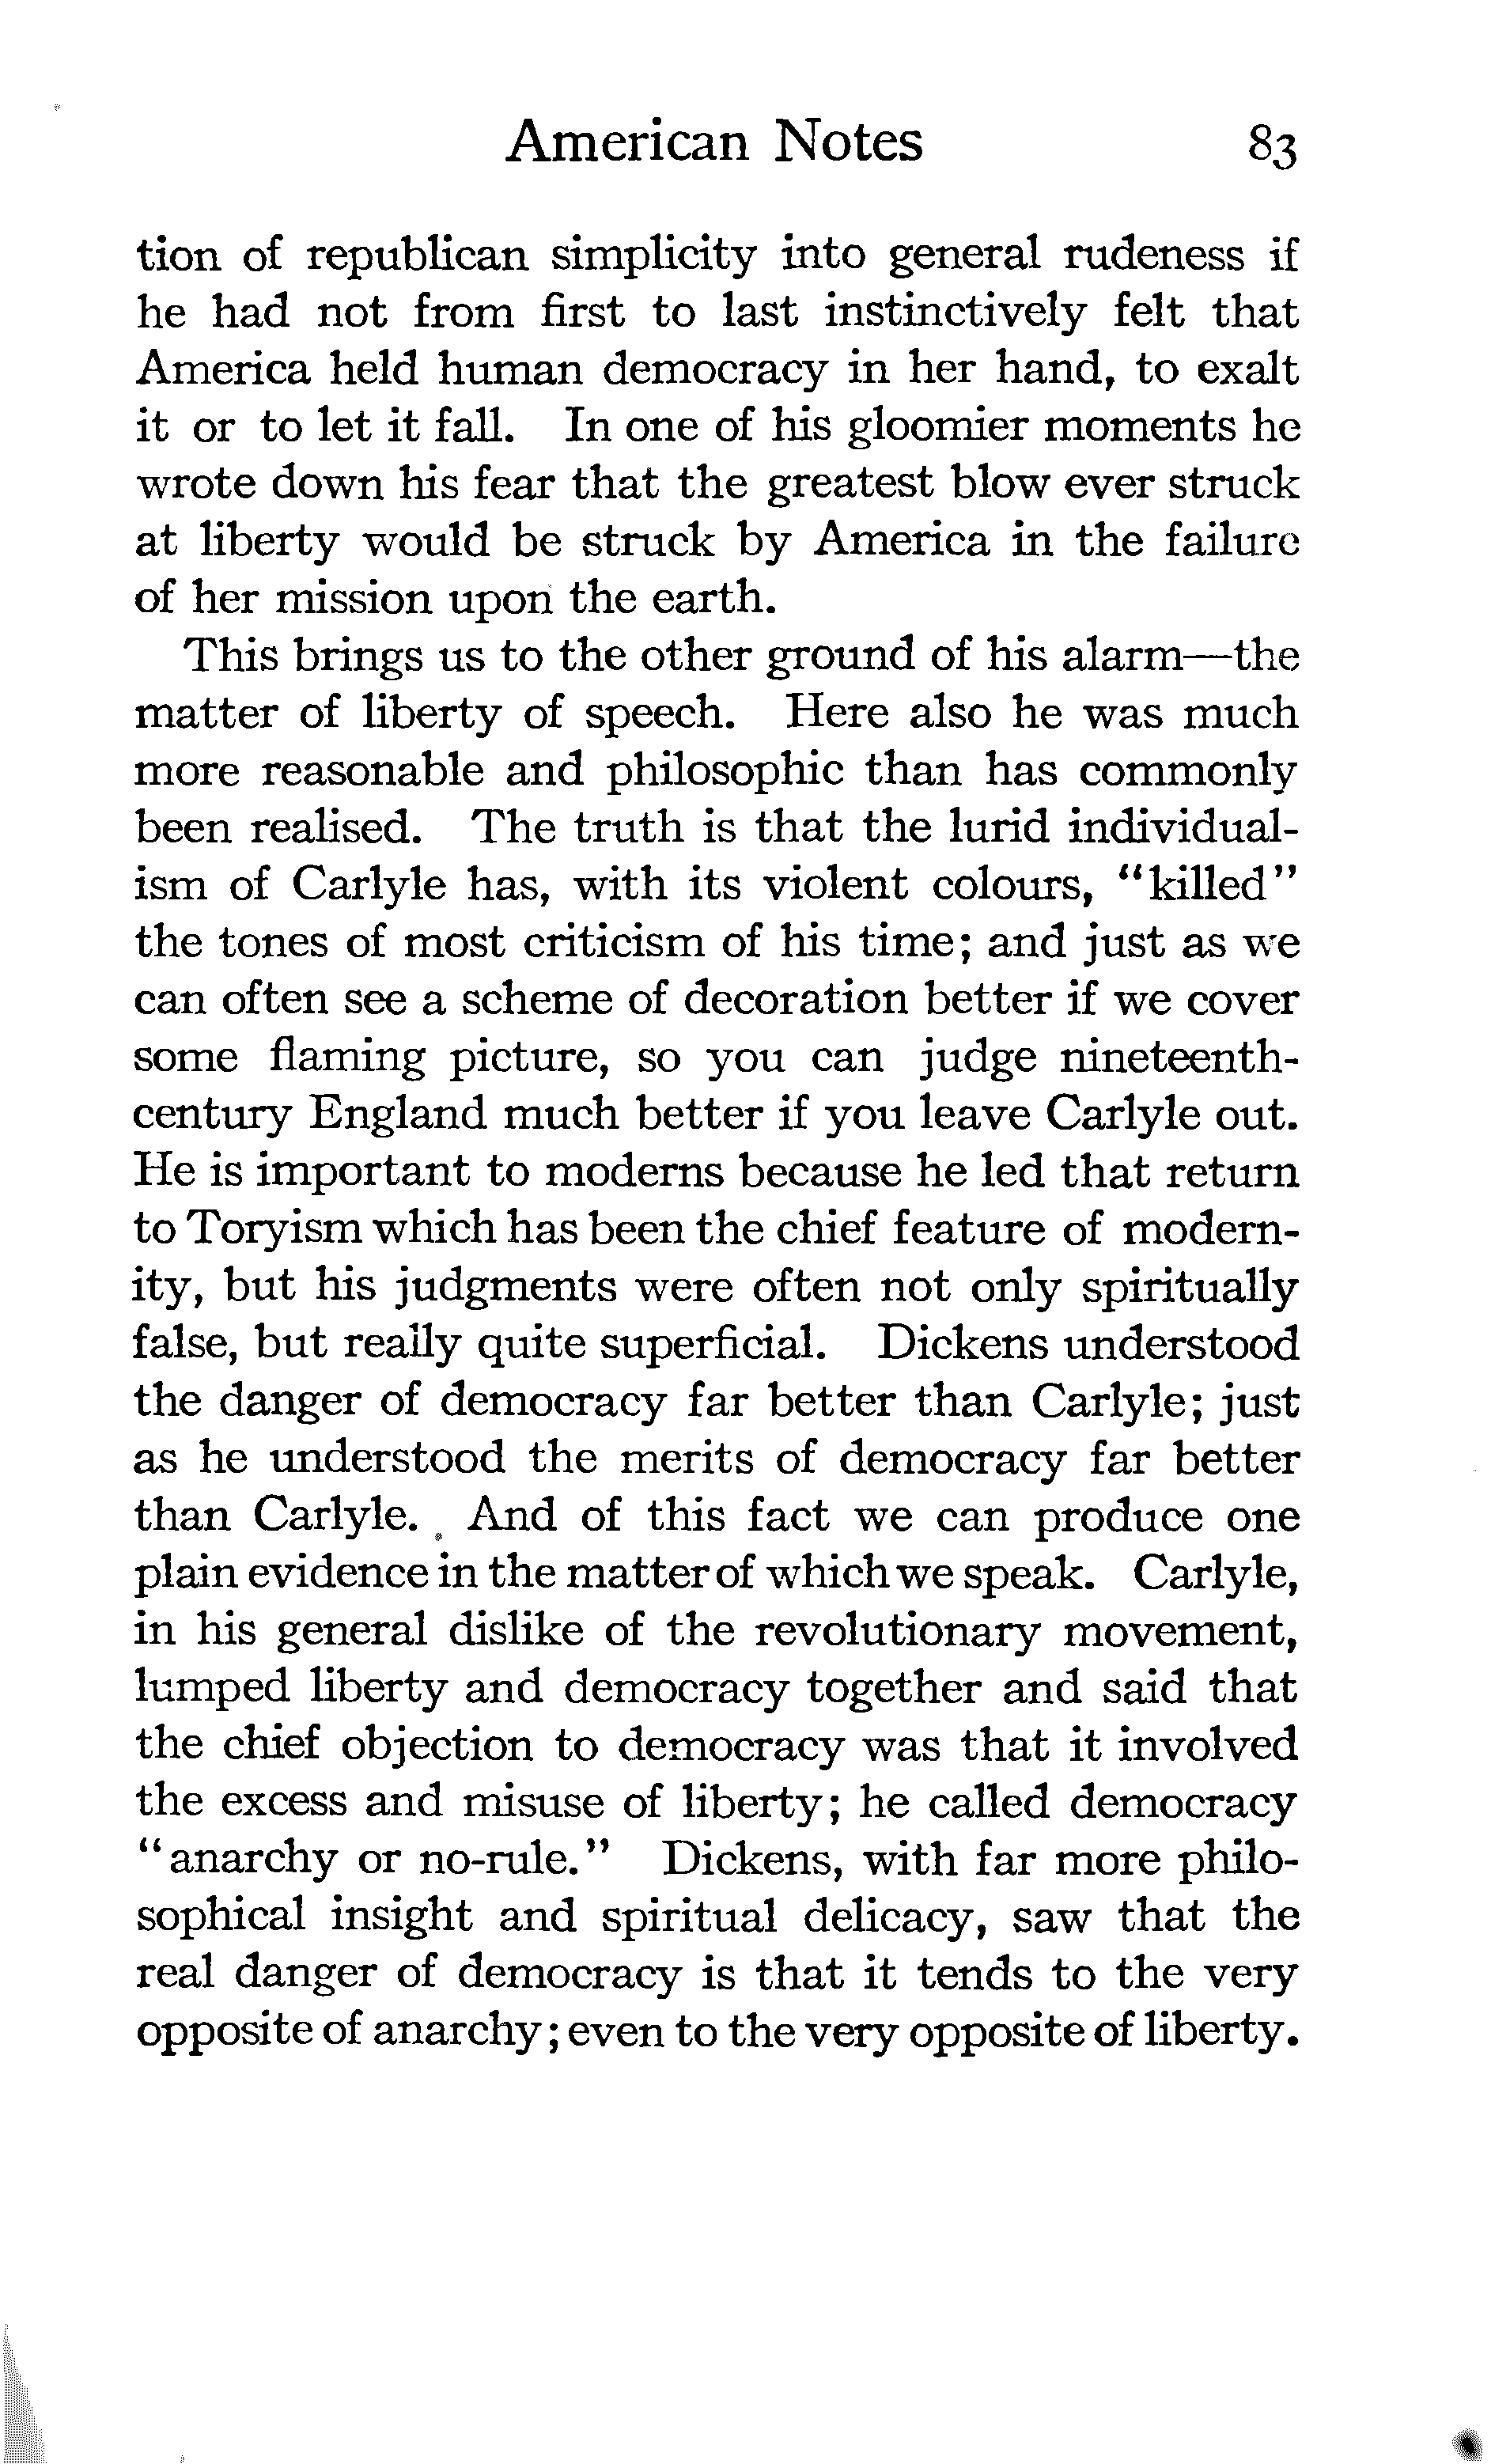 American Notes 83
tion of republican simplicity into general rudeness if
he had not from first to last instinctively felt that
America held human democracy in her hand, to exalt
it or to let it fall. In one of his gloomier moments he
wrote down his fear that the greatest blow ever struck
at liberty would be struck by America in the failure
of her mission upon the earth.
This brings us to the other ground of his alarm—the
matter of liberty of speech. Here also he was much
more reasonable and philosophic than has commonly
been realised. The truth is that the lurid individual-
ism of Carlyle has, with its violent colours, "killed"
the tones of most criticism of his time; and just as we
can often see a scheme of decoration better if we cover
some flaming picture, so you can judge nineteenth-
century England much better if you leave Carlyle out.
He is important to moderns because he led that return
to Toryism which has been the chief feature of modern-
ity, but his judgments were often not only spiritually
false, but really quite superficial. Dickens understood
the danger of democracy far better than Carlyle; just
as he understood the merits of democracy far better
than Carlyle. And of this fact we can produce one
plain evidence in the matter of which we speak. Carlyle,
in his general dislike of the revolutionary movement,
lumped liberty and democracy together and said that
the chief objection to democracy was that it involved
the excess and misuse of liberty; he called democracy
"anarchy or no-rule." Dickens, with far more philo-
sophical insight and spiritual delicacy, saw that the
real danger of democracy is that it tends to the very
opposite of anarchy; even to the very opposite of liberty.